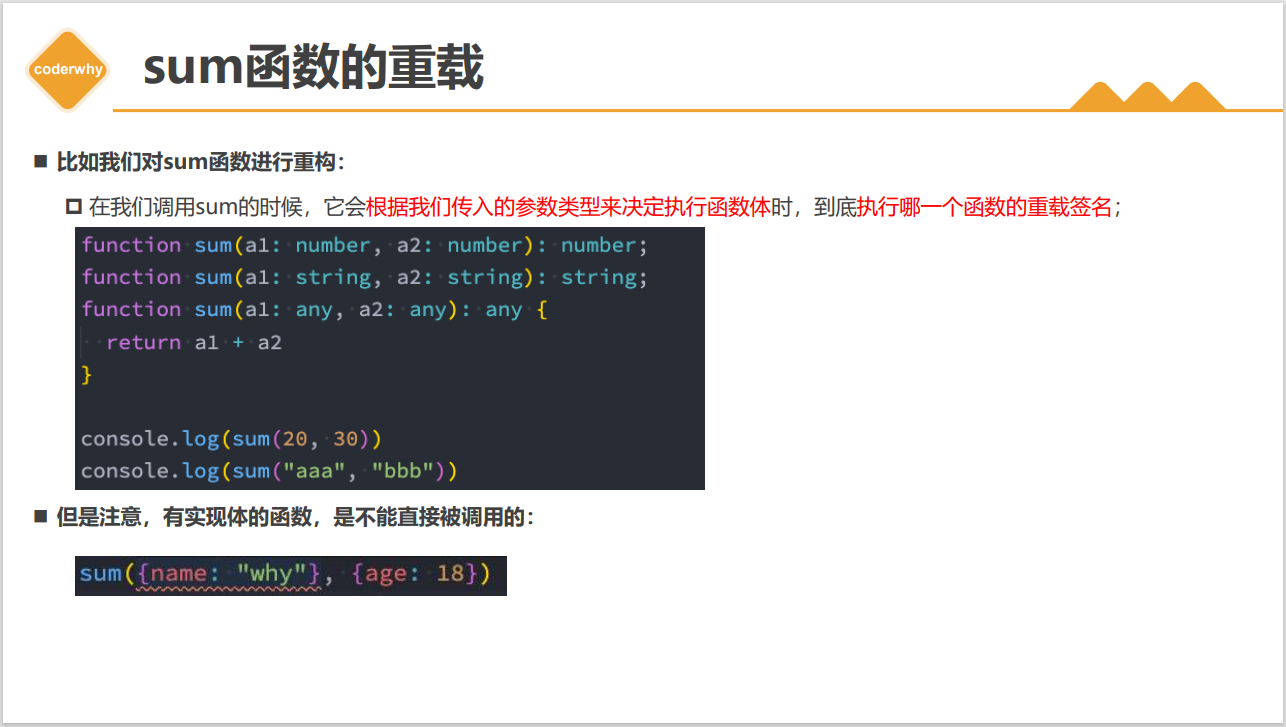 coderwhy
sum函数的重载
比如我们对sum函数进行重构：
在我们调用sum的时候，它会根据我们传入的参数类型来决定执行函数体时，到底执行哪一个函数的重载签名；
function sum(a1: number, a2: number): number;
function sum(a1: string, a2: string): string;
function sum(a1: any, a2: any): any {
  return a1 + a2
}
console.log(sum(20, 30))
console.log(sum("aaa", "bbb"))
但是注意，有实现体的函数，是不能直接被调用的：
sum({name: "why"}, {age: 18})